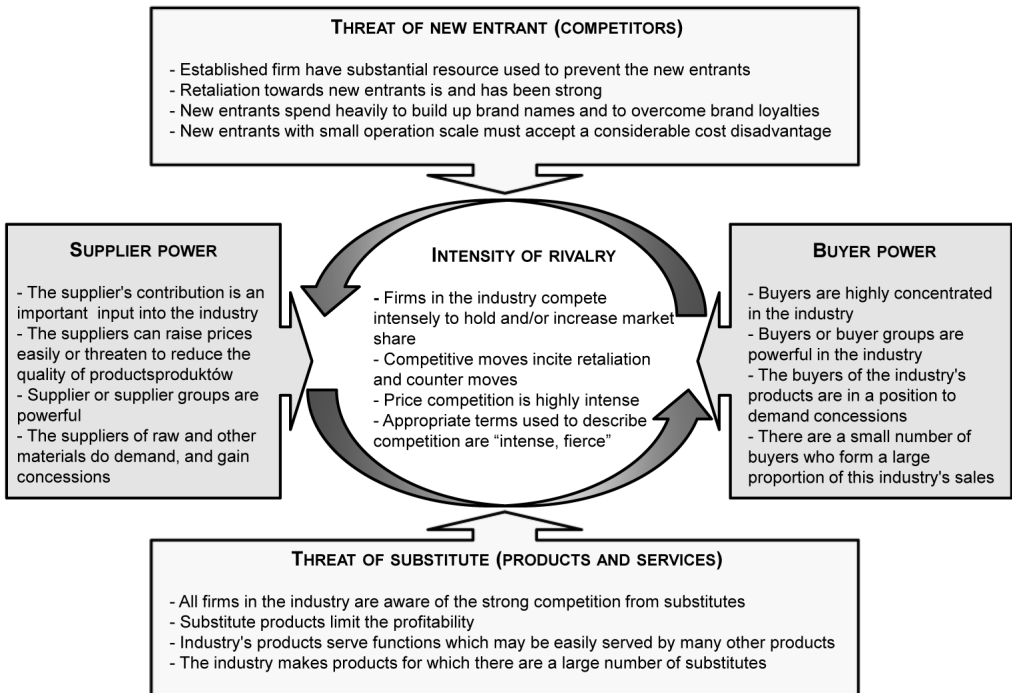 THREAT OF NEW ENTRANT (COMPETITORS)
- Established firm have substantial resource used to prevent the new entrants
- Retaliation towards new entrants is and has been strong
- New entrants spend heavily to build up brand names and to overcome brand loyalties
- New entrants with small operation scale must accept a considerable cost disadvantage
SUPPLIER POWER
- The supplier's contribution is an
important input into the industry
- The suppliers can raise prices
easily or threaten to reduce the
quality of productsproduktów
- Supplier or supplier groups are
powerful
- The suppliers of raw and other
materials do demand, and gain
concessions
INTENSITY OF RIVALRY
- Firms in the industry compete
intensely to hold and/or increase market
share
- Competitive moves incite retaliation
and counter moves
- Price competition is highly intense
- Appropriate terms used to describe
competition are “intense, fierce”
BUYER POWER
- Buyers are highly concentrated
in the industry
- Buyers or buyer groups are
powerful in the industry
- The buyers of the industry's
products are in a position to
demand concessions
- There are a small number of
buyers who form a large
proportion of this industry's sales
THREAT OF SUBSTITUTE (PRODUCTS AND SERVICES)
- All firms in the industry are aware of the strong competition from substitutes
- Substitute products limit the profitability
- Industry's products serve functions which may be easily served by many other products
- The industry makes products for which there are a large number of substitutes